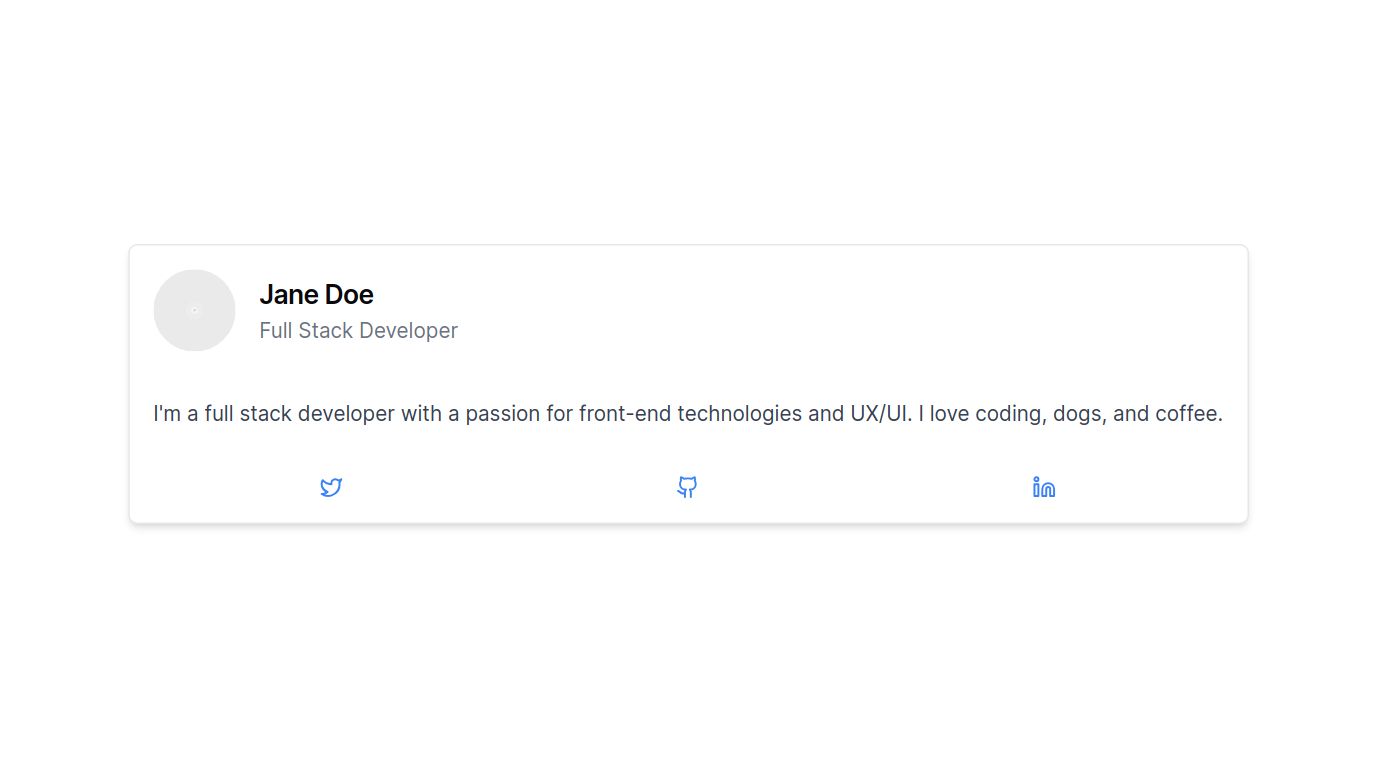 Jane Doe
Full Stack Developer
I'm a full stack developer with a passion for front-end technologies and UX/UI. I love coding, dogs, and coffee.